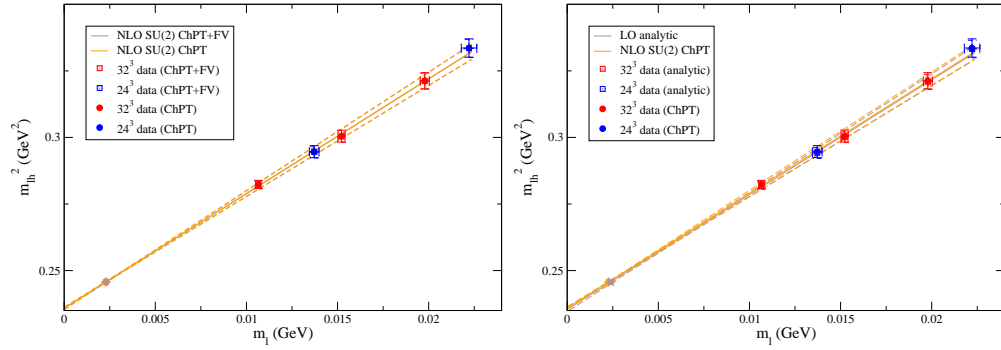 NLO SU(2) ChPT+FV
NLO SU(2) ChPT
32³ data (ChPT+FV)
24³ data (ChPT+FV)
32³ data (ChPT)
24³ data (ChPT)
0.3
0.25
m_lh² (GeV²)
0 0.005 0.01 0.015 0.02
m_l (GeV)
LO analytic
NLO SU(2) ChPT
32³ data (analytic)
24³ data (analytic)
32³ data (ChPT)
24³ data (ChPT)
0.3
0.25
m_lh² (GeV²)
0 0.005 0.01 0.015 0.02
m_l (GeV)